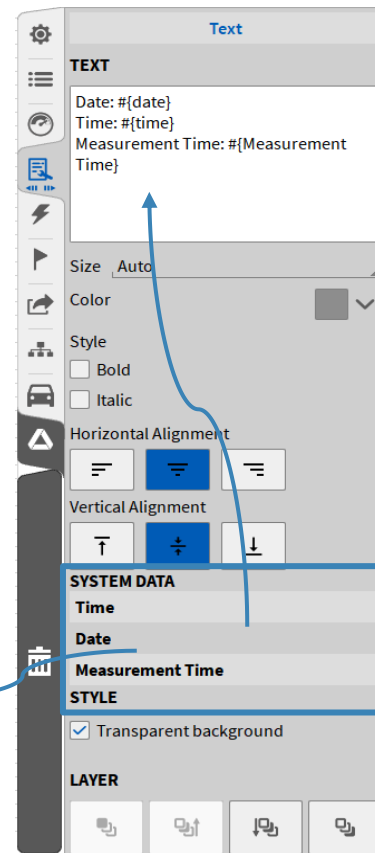 Text
TEXT
Date: #{date}
Time: #{time}
Measurement Time: #{Measurement
Time}
Size Auto
Color
Style
Bold
Italic
Horizontal Alignment
Vertical Alignment
SYSTEM DATA
Time
Date
Measurement Time
STYLE
Transparent background
LAYER